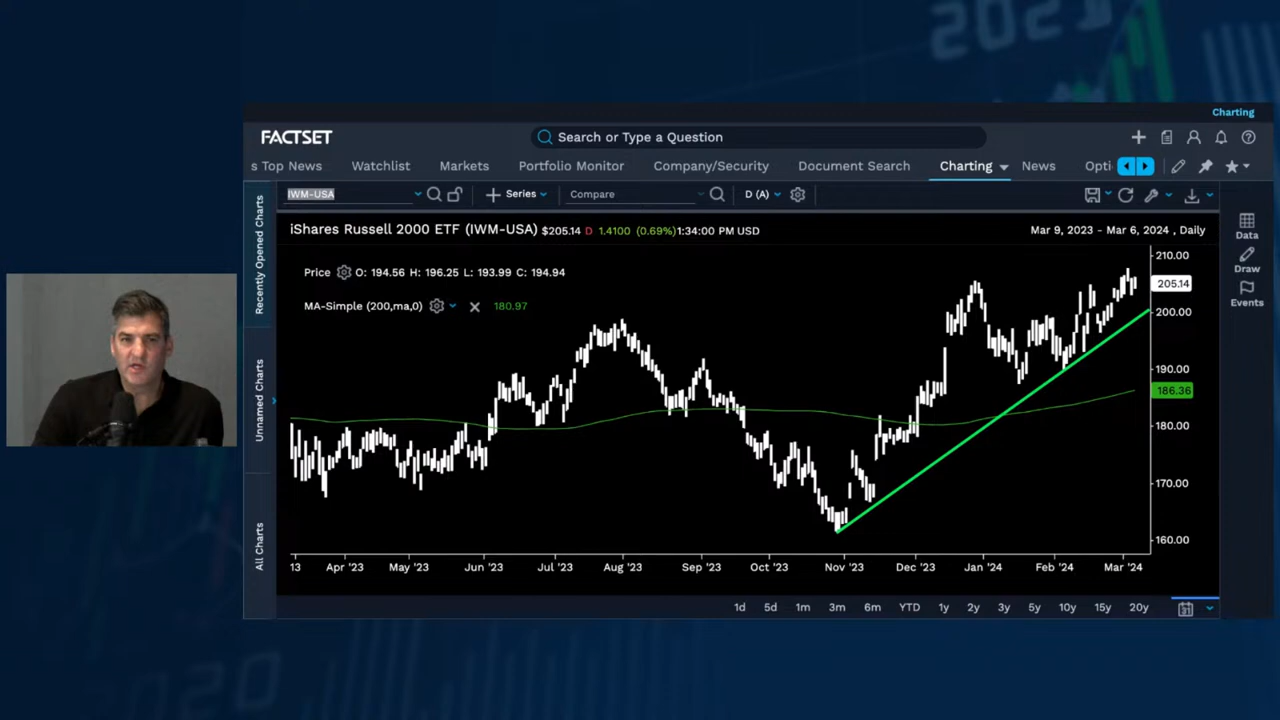 2021
Charting
FACTSET
Search or Type a Question
s Top News Watchlist Markets Portfolio Monitor Company/Security Document Search Charting News Opti
IWM-USA Series Compare D (A)
Recently Opened Charts
Unnamed Charts
All Charts
iShares Russell 2000 ETF (IWM-USA) $205.14 D 1.4100 (0.69%) 1:34:00 PM USD
Mar 9, 2023 - Mar 6, 2024 , Daily
Price O: 194.56 H: 196.25 L: 193.99 C: 194.94
MA-Simple (200,ma,0) 180.97
210.00
205.14
200.00
190.00
186.36
180.00
170.00
160.00
13 Apr '23 May '23 Jun '23 Jul '23 Aug '23 Sep '23 Oct '23 Nov '23 Dec '23 Jan '24 Feb '24 Mar '24
1d 5d 1m 3m 6m YTD 1y 2y 3y 5y 10y 15y 20y
31
Data
Draw
Events
2020